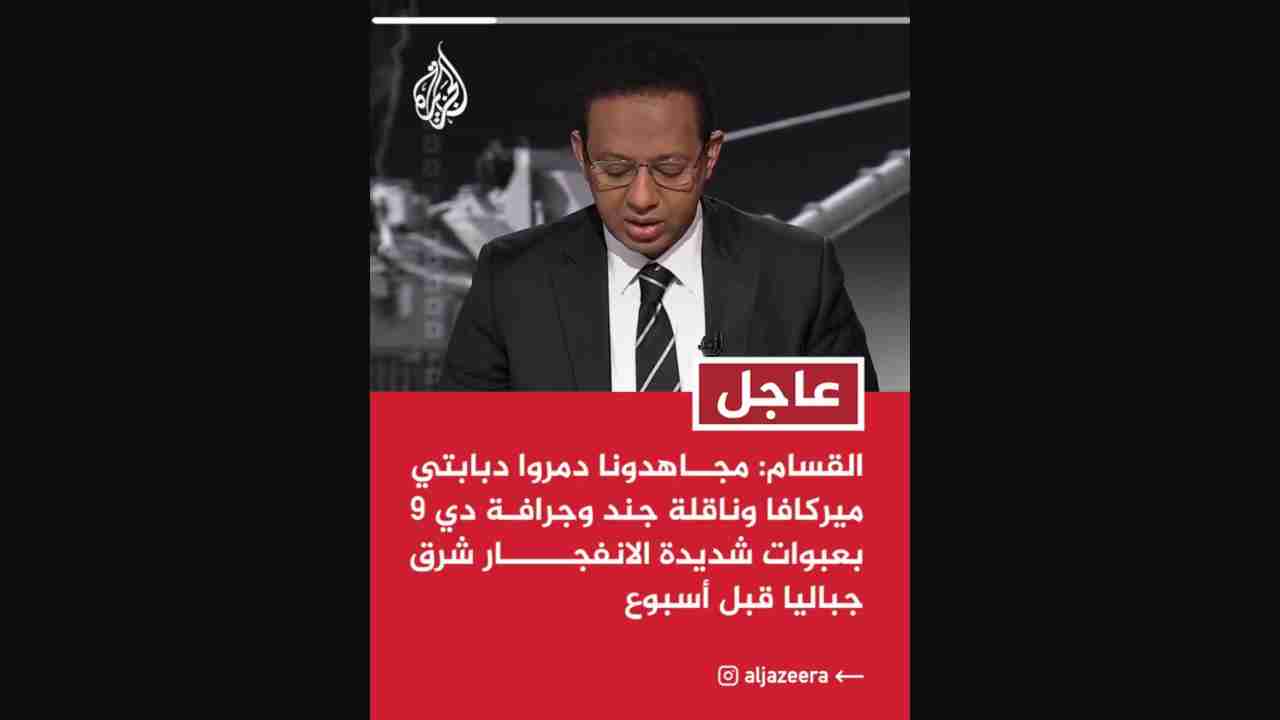 الجزيرة
عاجل
القسام: مجاهدونا دمروا دبابتي
ميركافا وناقلة جند وجرافة دي 9
بعبوات شديدة الانفجار شرق
جباليا قبل أسبوع
aljazeera